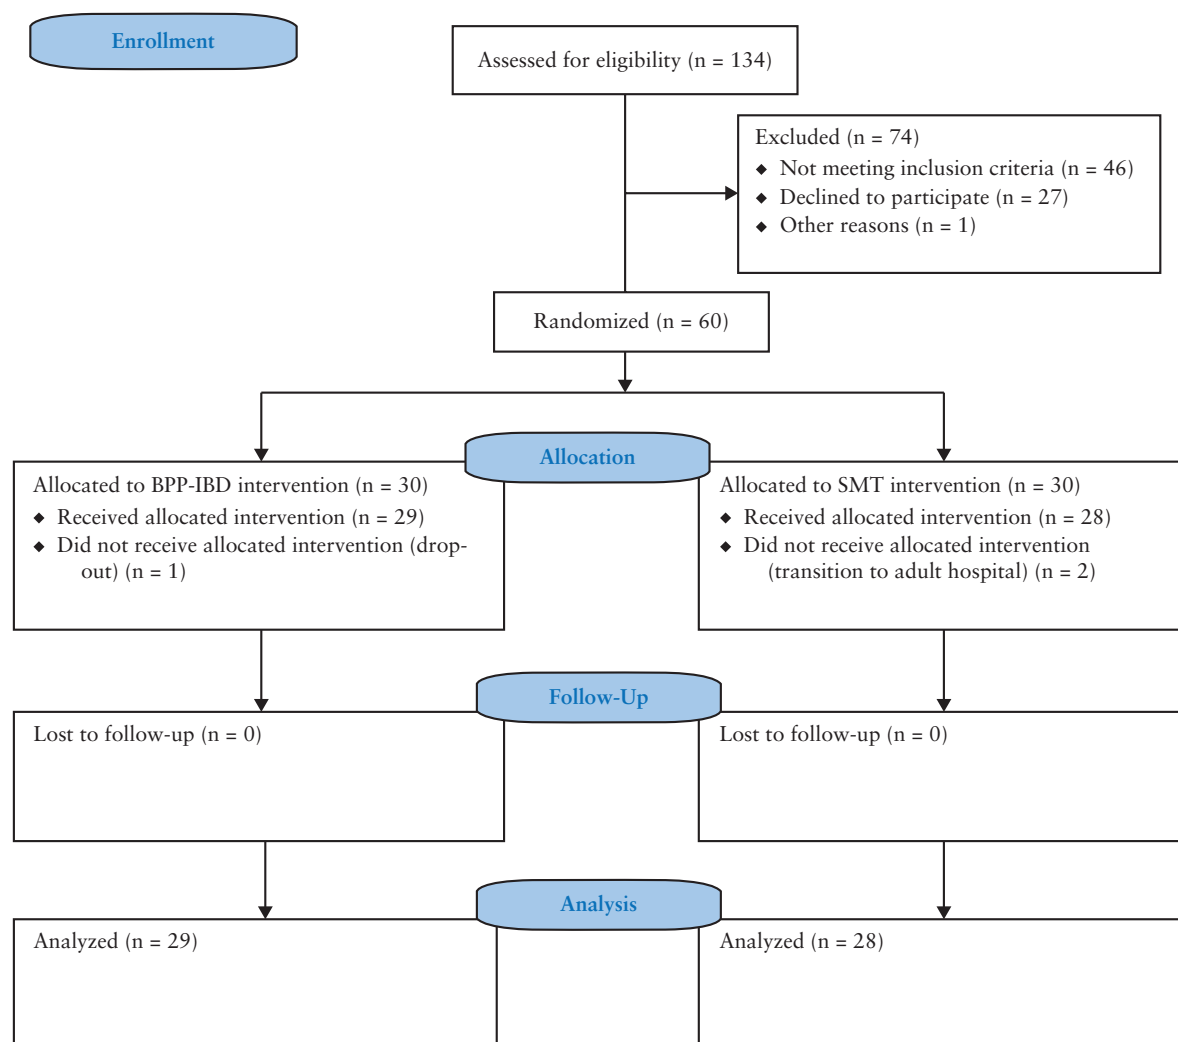 Enrollment
Assessed for eligibility (n = 134)
Excluded (n = 74)
◆ Not meeting inclusion criteria (n = 46)
◆ Declined to participate (n = 27)
◆ Other reasons (n = 1)
Randomized (n = 60)
Allocation
Allocated to BPP-IBD intervention (n = 30)
◆ Received allocated intervention (n = 29)
◆ Did not receive allocated intervention (drop-
out) (n = 1)
Allocated to SMT intervention (n = 30)
◆ Received allocated intervention (n = 28)
◆ Did not receive allocated intervention
(transition to adult hospital) (n = 2)
Follow-Up
Lost to follow-up (n = 0)
Lost to follow-up (n = 0)
Analysis
Analyzed (n = 29)
Analyzed (n = 28)